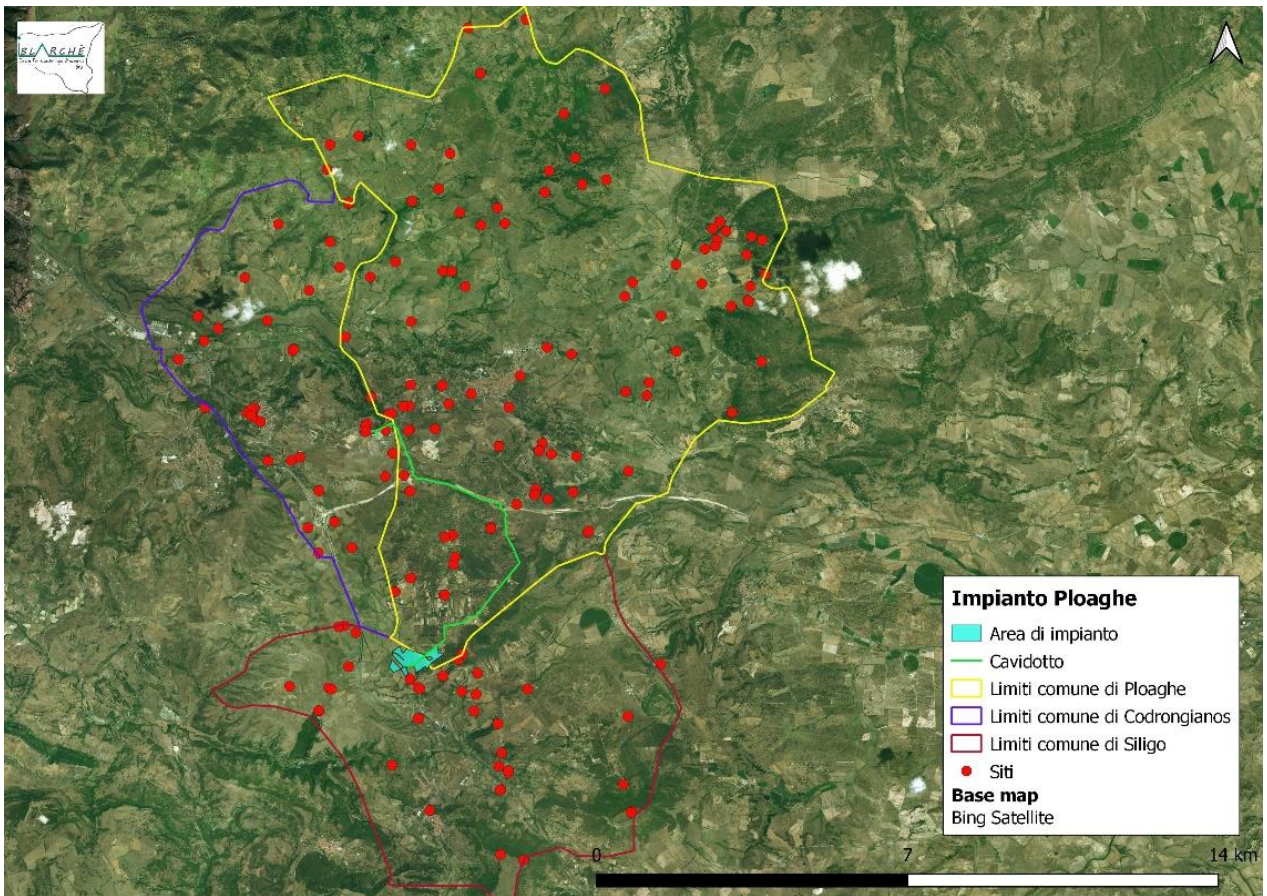 IBLARCHÉ
Impianto Ploaghe
Area di impianto
Cavidotto
Limiti comune di Ploaghe
Limiti comune di Codrongianos
Limiti comune di Siligo
Siti
Base map
Bing Satellite
0 7 14 km